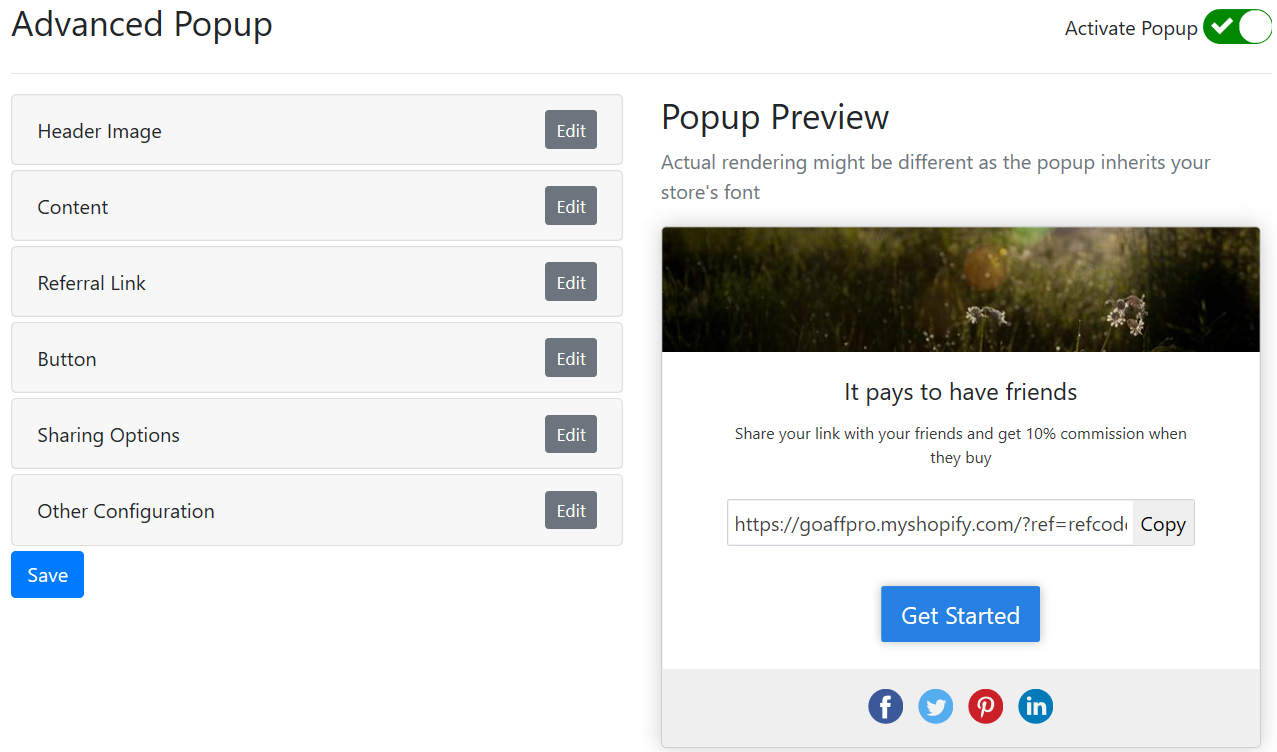 Advanced Popup
Activate Popup
Header Image
Edit
Content
Edit
Referral Link
Edit
Button
Edit
Sharing Options
Edit
Other Configuration
Edit
Save
Popup Preview
Actual rendering might be different as the popup inherits your
store's font
It pays to have friends
Share your link with your friends and get 10% commission when
they buy
https://goaffpro.myshopify.com/?ref=refcode
Copy
Get Started
f
in